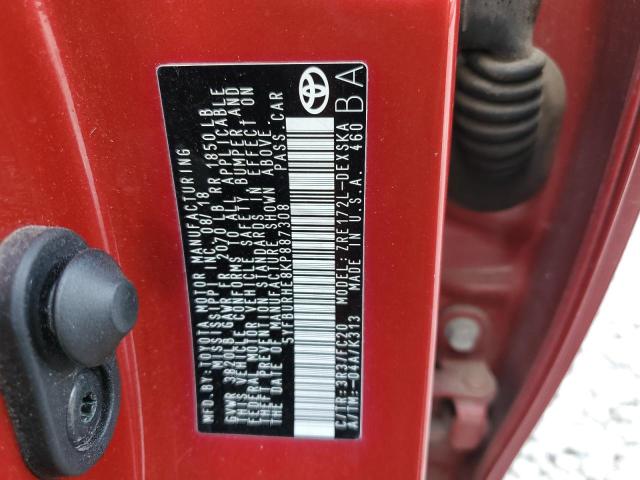 MFD.BY: TOYOTA MOTOR MANUFACTURING
MISSISSIPPI INC. 08/18
GVWR 3820LB GAWR FR 2070 LB RR 1850 LB
THIS VEHICLE CONFORMS TO ALL APPLICABLE
FEDERAL MOTOR VEHICLE SAFETY, BUMPER AND
THEFT PREVENTION STANDARDS IN EFFECT ON
THE DATE OF MANUFACTURE SHOWN ABOVE.
5YFBURHE8KP887308 PASS.CAR
C/TR:3R3/FC20 ZRE172L-DEXSKA
A/TM:-04A/K313 MADE IN U.S.A. 460
BA